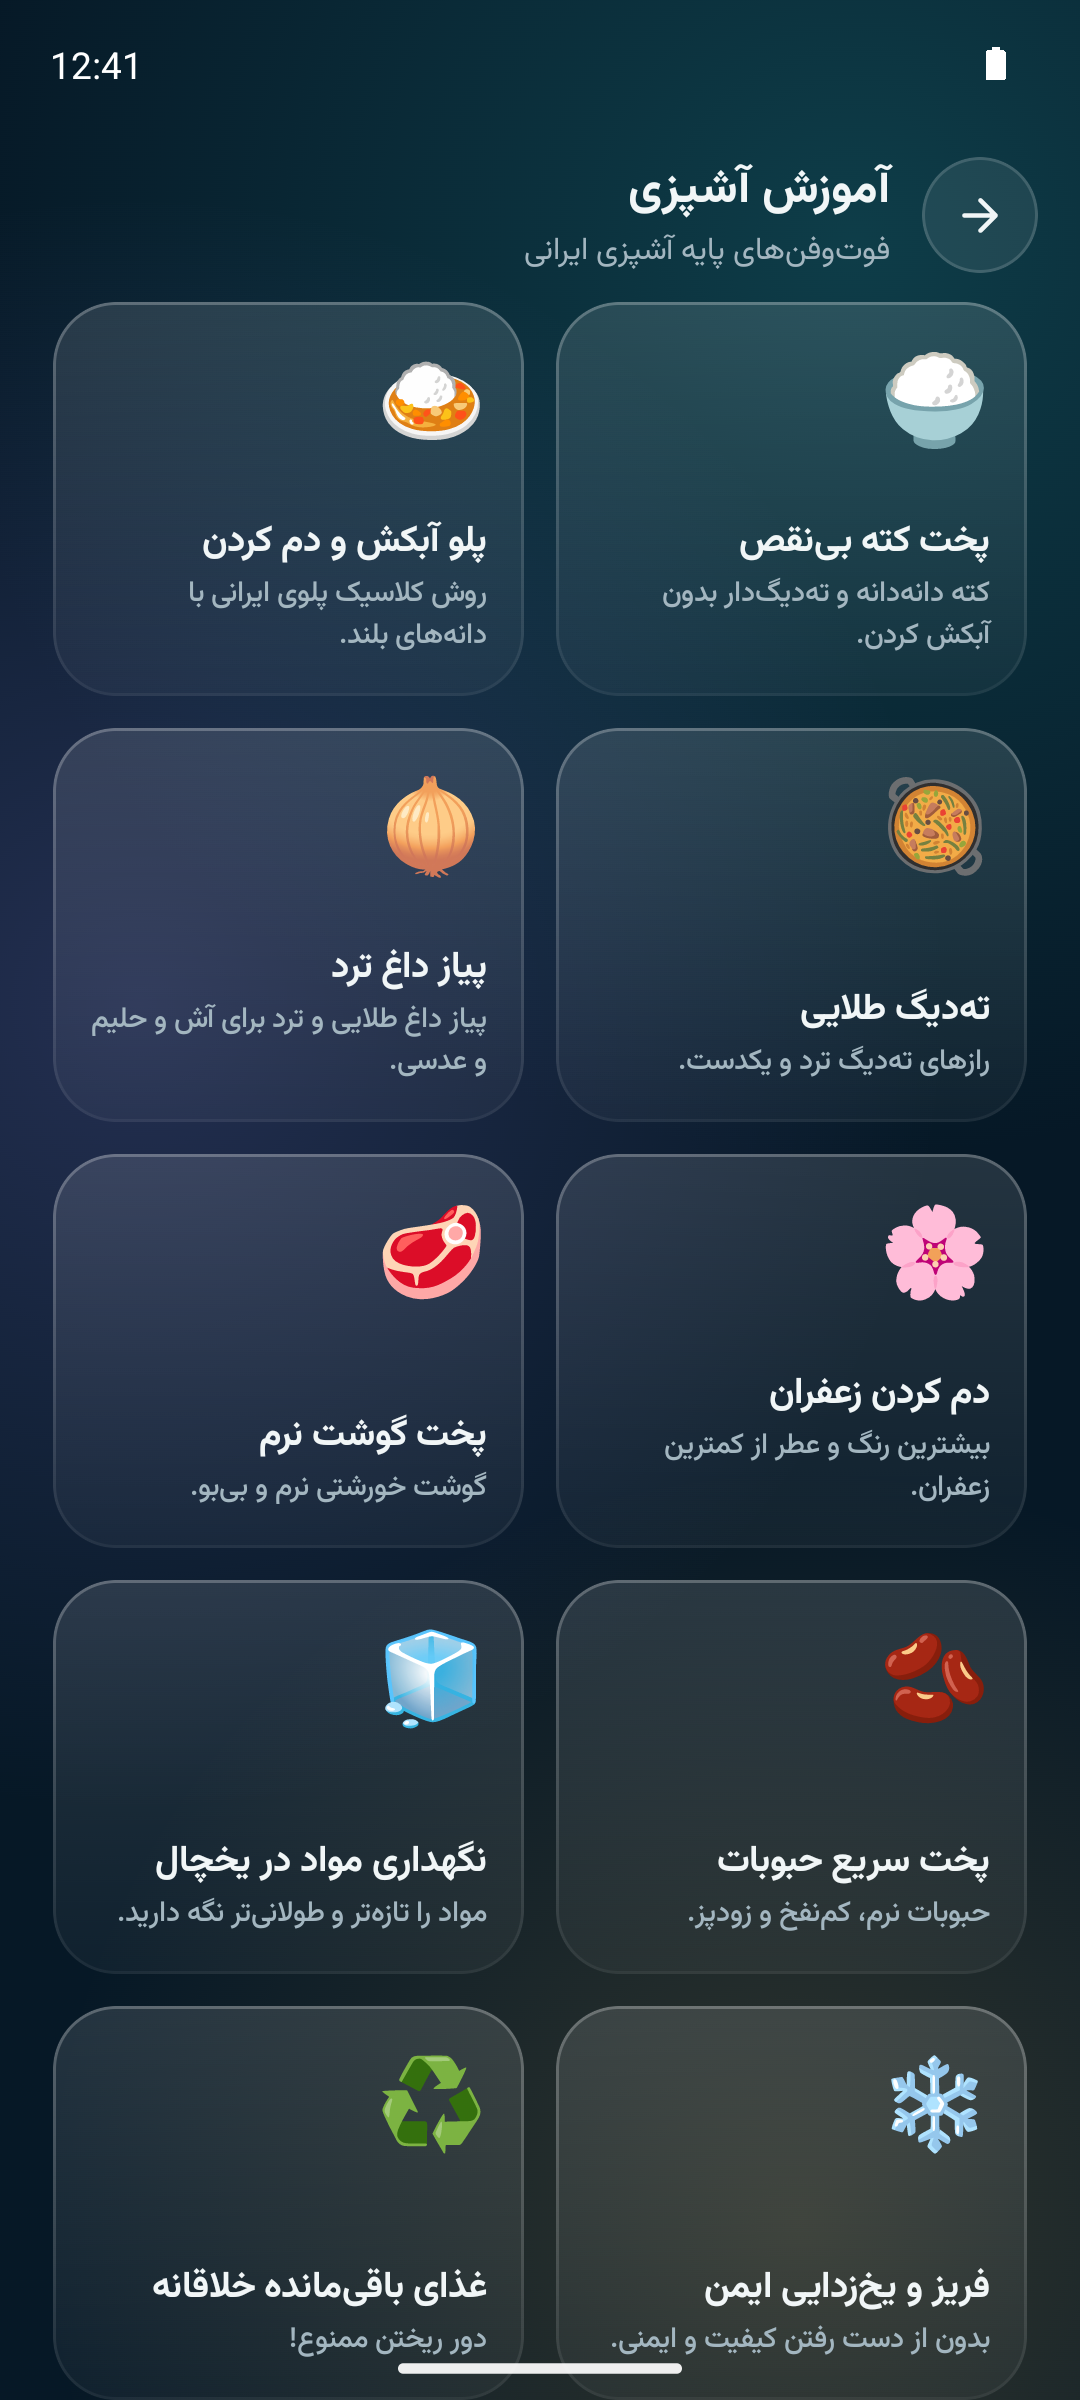 12:41
آموزش آشپزی
فوت‌وفن‌های پایه آشپزی ایرانی
پخت کته بی‌نقص
کته دانه‌دانه و ته‌دیگ‌دار بدون
آبکش کردن.
پلو آبکش و دم کردن
روش کلاسیک پلوی ایرانی با
دانه‌های بلند.
ته‌دیگ طلایی
رازهای ته‌دیگ ترد و یکدست.
پیاز داغ ترد
پیاز داغ طلایی و ترد برای آش و حلیم
و عدسی.
دم کردن زعفران
بیشترین رنگ و عطر از کمترین
زعفران.
پخت گوشت نرم
گوشت خورشتی نرم و بی‌بو.
پخت سریع حبوبات
حبوبات نرم، کم‌نفخ و زودپز.
نگهداری مواد در یخچال
مواد را تازه‌تر و طولانی‌تر نگه دارید.
فریز و یخ‌زدایی ایمن
بدون از دست رفتن کیفیت و ایمنی.
غذای باقی‌مانده خلاقانه
دور ریختن ممنوع!